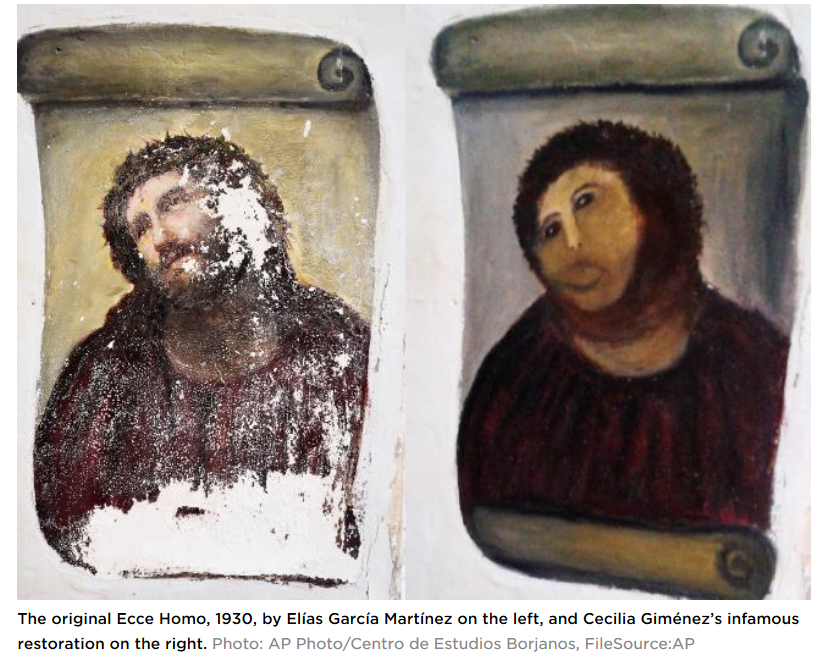 The original Ecce Homo, 1930, by Elías García Martínez on the left, and Cecilia Giménez’s infamous
restoration on the right. Photo: AP Photo/Centro de Estudios Borjanos, FileSource:AP